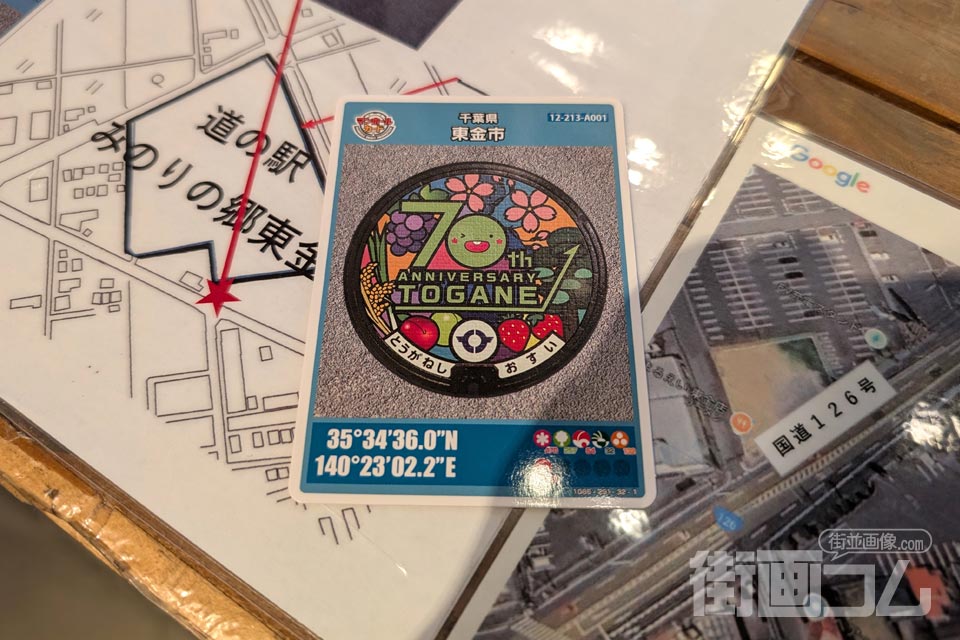 道の駅
みのりの郷東金
千葉県
東金市
12-213-A001
70th
ANNIVERSARY
TOGANE
とうがねし
おすい
35°34'36.0"N
140°23'02.2"E
Google
国道126号
126
街並画像.com
街画コム